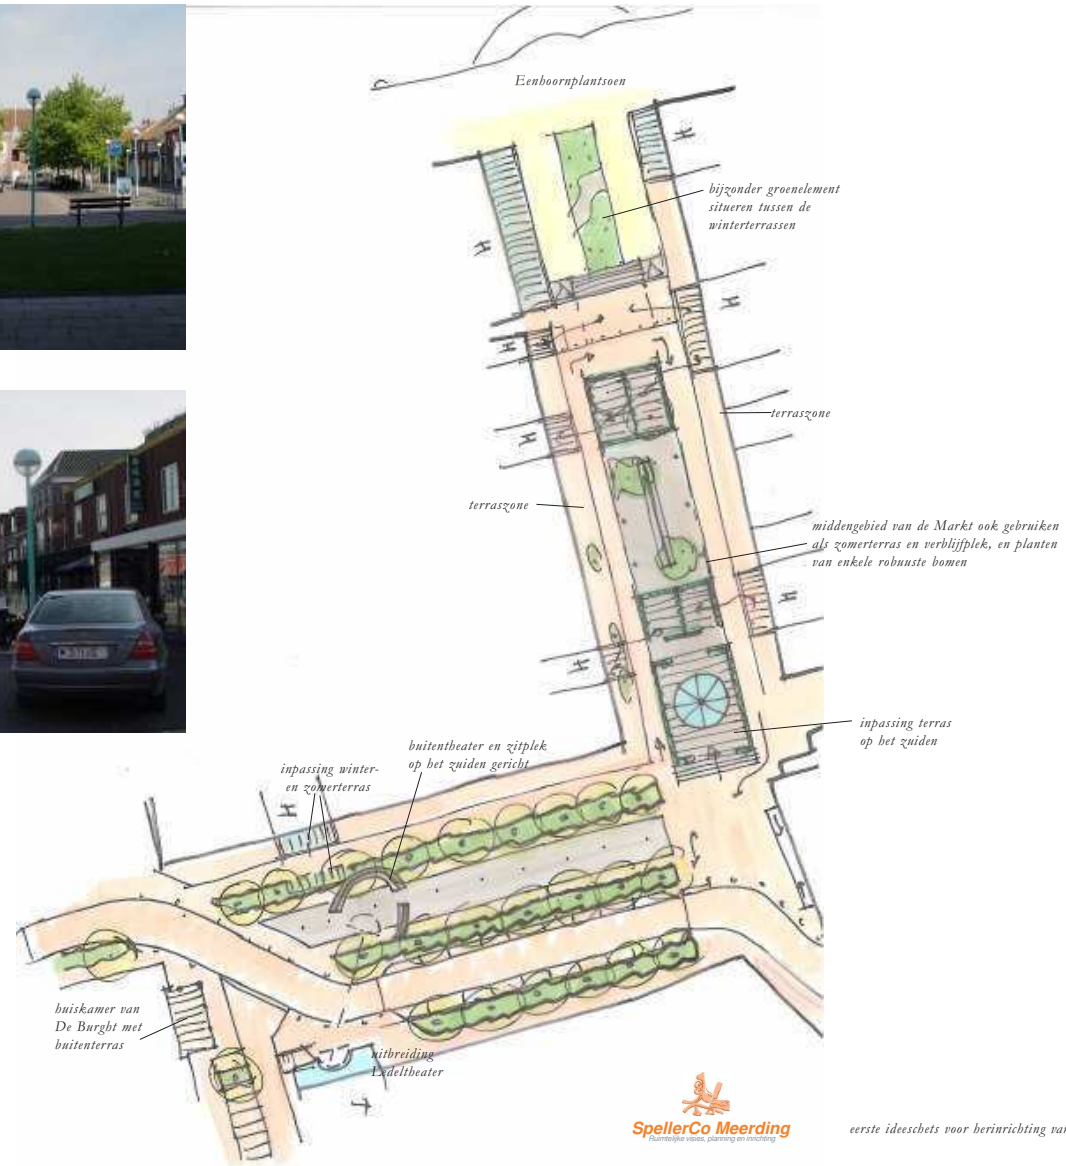 Eenhoornplantsoen
bijzonder groenelement
situeren tussen de
winterterrassen
H
H
H
H
H
H
H
H
terraszone
terraszone
middengebied van de Markt ook gebruiken
als zomerterras en verblijfplek, en planten
van enkele robuuste bomen
inpassing terras
op het zuiden
buitentheater en zitplek
op het zuiden gericht
inpassing winter-
en zomerterras
huiskamer van
De Burght met
buitenterras
uitbreiding
Ledeltheater
T
SpellerCo Meerding
Ruimtelijke visies, planning en inrichting
eerste ideeschets voor herinrichting van